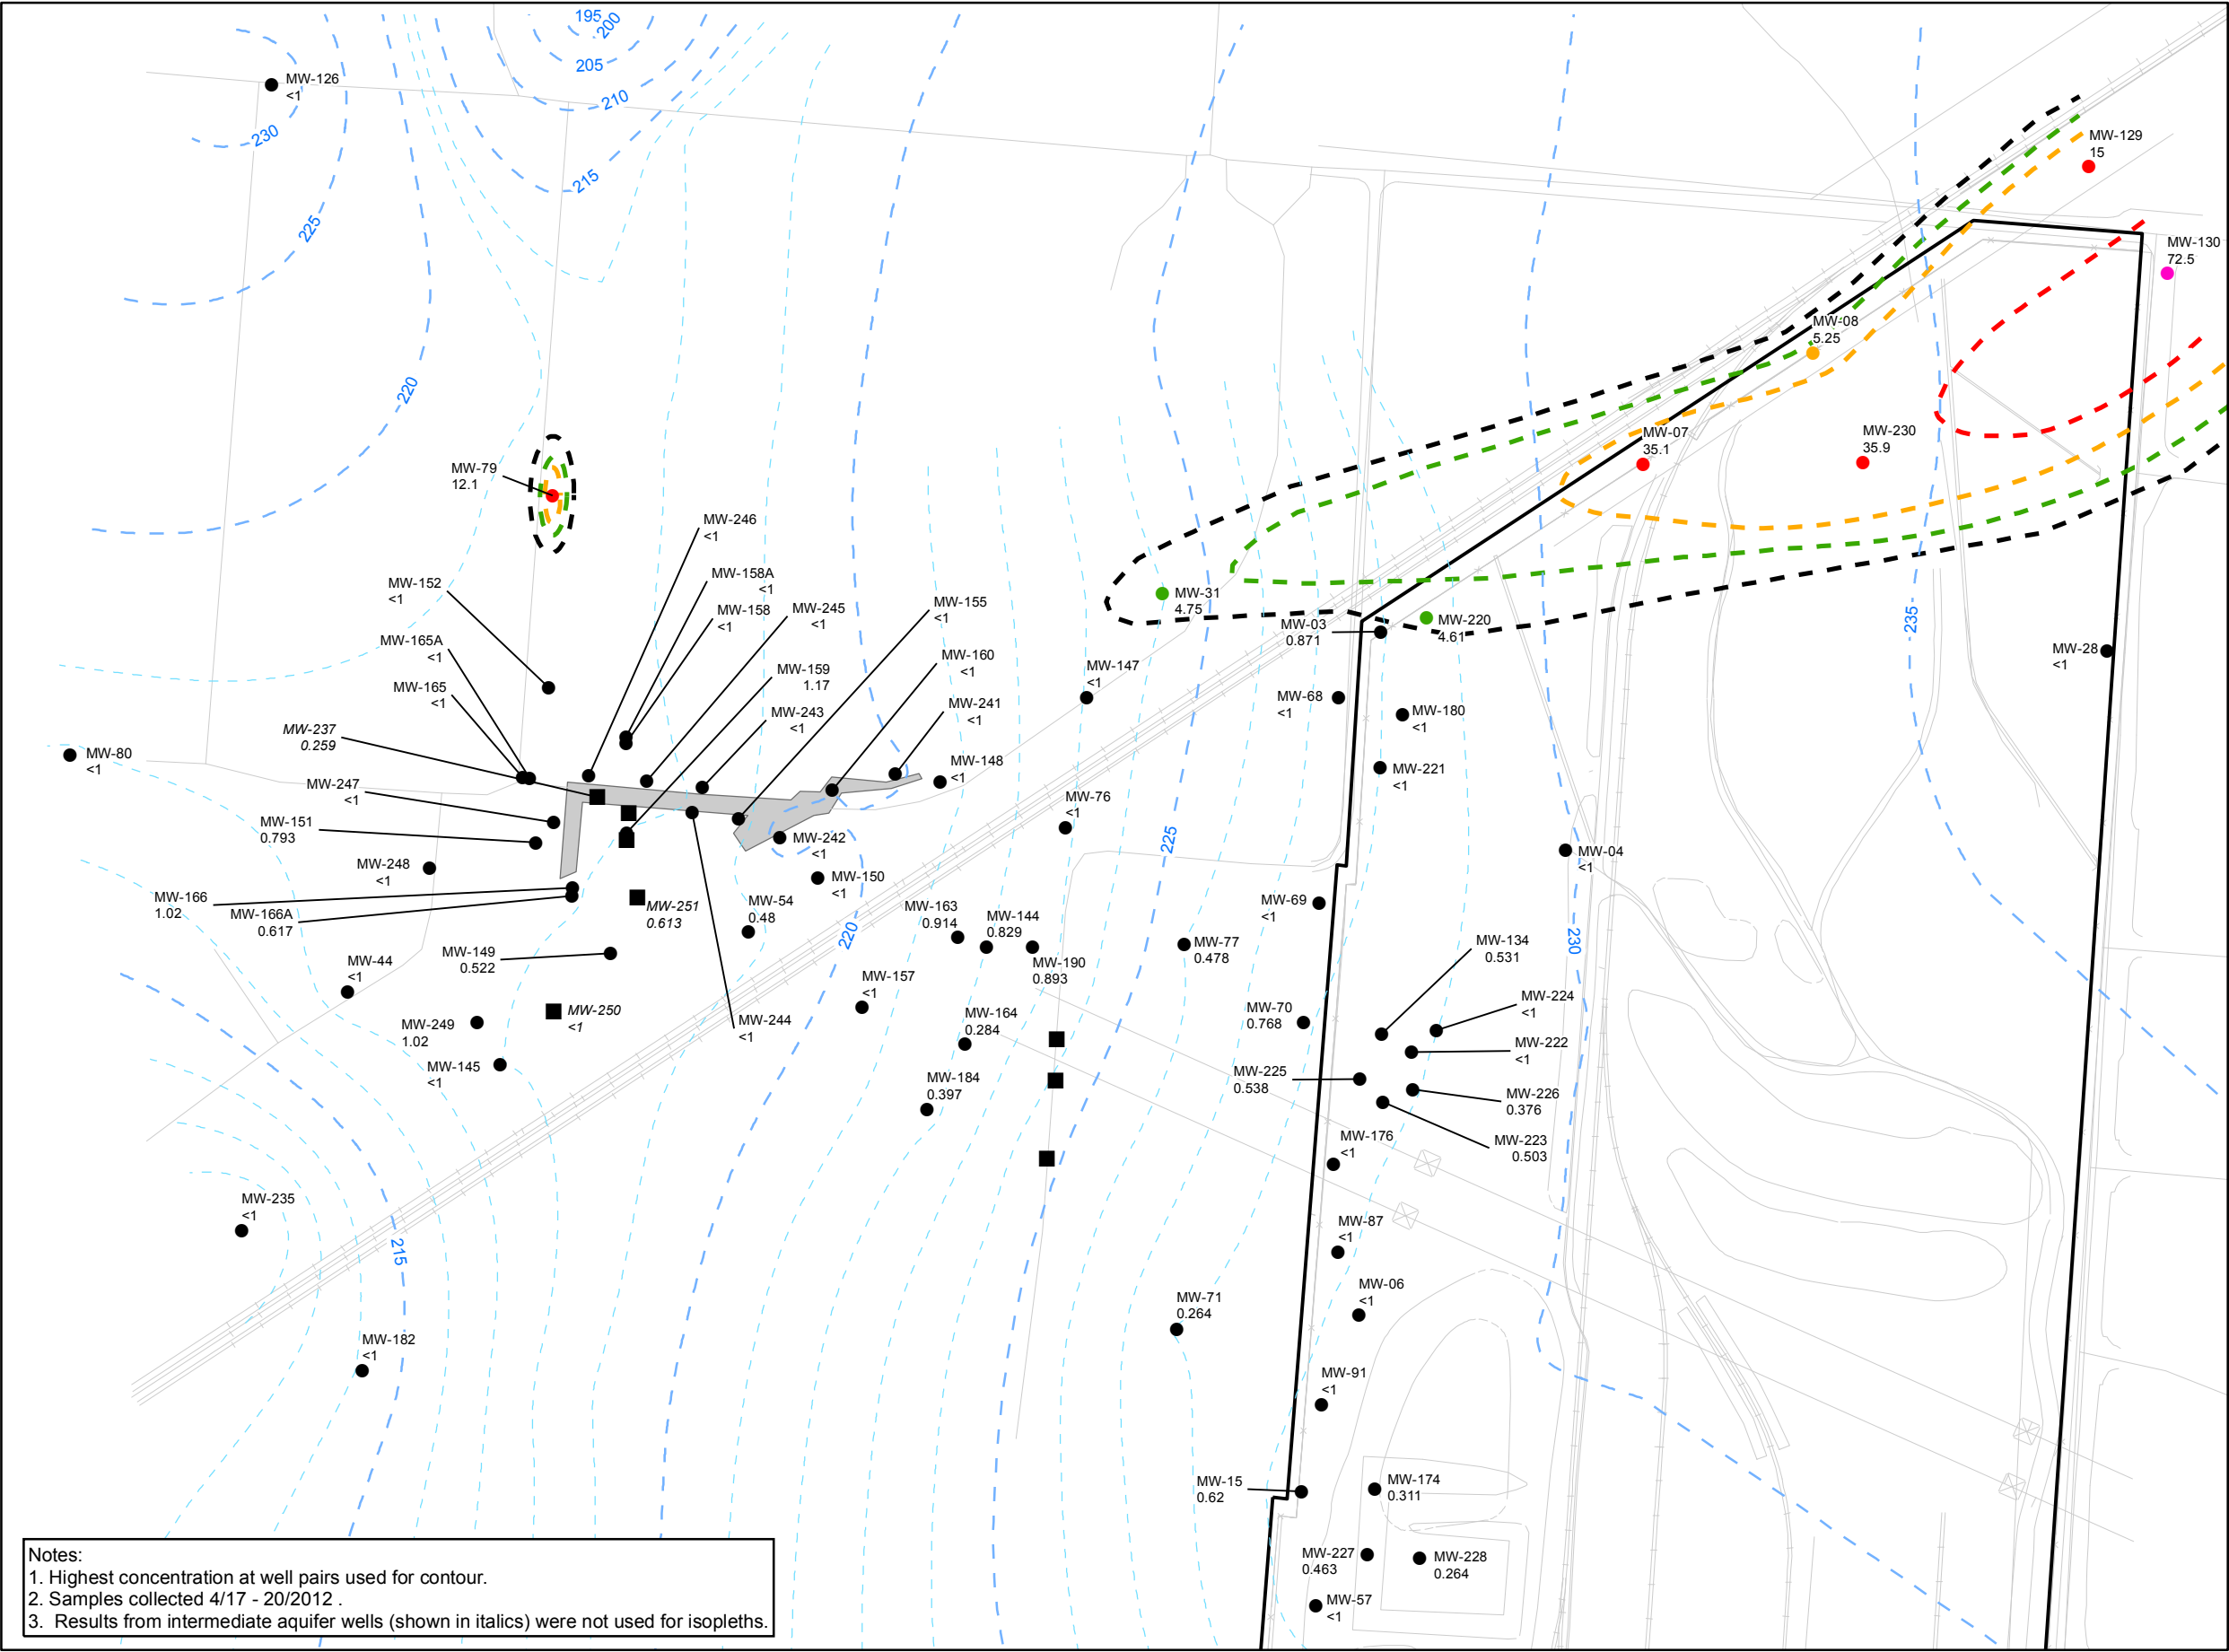 195
200
205
210
215
230
225
220
MW-126
<1
MW-129
15
MW-130
72.5
MW-08
5.25
MW-07
35.1
MW-230
35.9
MW-79
12.1
MW-246
<1
MW-158A
<1
MW-158
<1
MW-245
<1
MW-155
<1
MW-152
<1
MW-165A
<1
MW-165
<1
MW-159
1.17
MW-160
<1
MW-243
<1
MW-241
<1
MW-31
4.75
MW-03
0.871
MW-220
4.61
235
MW-28
<1
MW-147
<1
MW-68
<1
MW-180
<1
MW-237
0.259
MW-80
<1
MW-148
<1
MW-221
<1
MW-247
<1
MW-76
<1
MW-151
0.793
MW-242
<1
225
MW-04
<1
MW-248
<1
MW-150
<1
MW-166
1.02
MW-166A
0.617
MW-251
0.613
MW-54
0.48
MW-163
0.914
MW-144
0.829
MW-69
<1
220
230
MW-149
0.522
MW-190
0.893
MW-77
0.478
MW-134
0.531
MW-44
<1
MW-157
<1
MW-224
<1
MW-250
<1
MW-249
1.02
MW-244
<1
MW-164
0.284
MW-70
0.768
MW-222
<1
MW-145
<1
MW-184
0.397
MW-225
0.538
MW-226
0.376
MW-176
<1
MW-223
0.503
MW-235
<1
215
MW-87
<1
MW-06
<1
MW-71
0.264
MW-182
<1
MW-91
<1
MW-15
0.62
MW-174
0.311
MW-227
0.463
MW-228
0.264
MW-57
<1
Notes:
1. Highest concentration at well pairs used for contour.
2. Samples collected 4/17 - 20/2012 .
3.  Results from intermediate aquifer wells (shown in italics) were not used for isopleths.